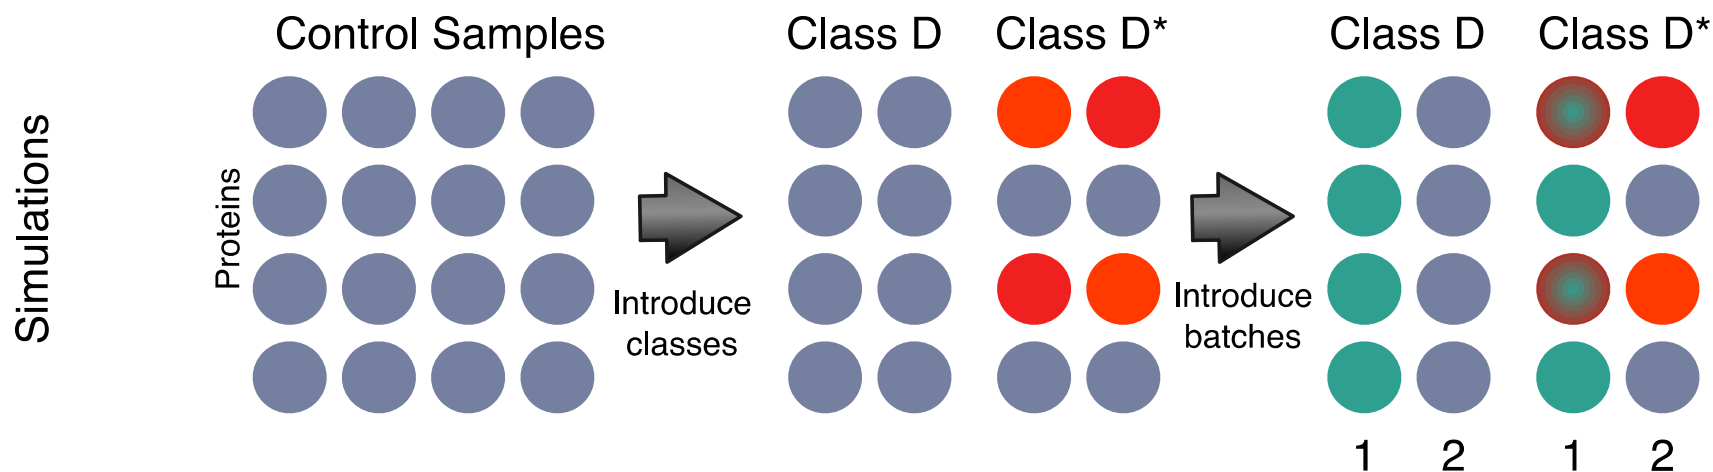 Simulations
Control Samples
Proteins
Introduce
classes
Class D
Class D*
Introduce
batches
Class D
Class D*
1
2
1
2